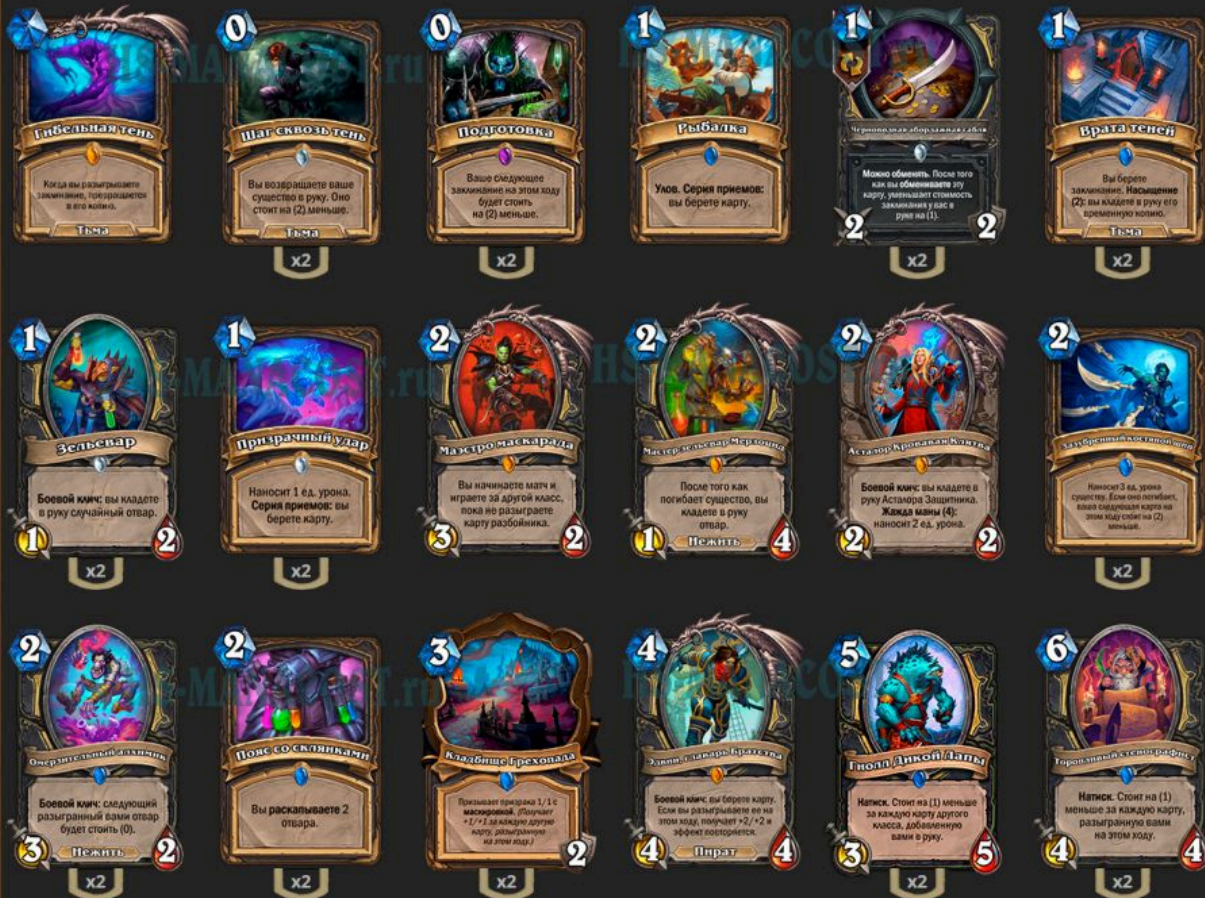 0
0
1
1
1
Гибельная тень
Когда вы разыгрываете
заклинание, превращается
в его копию.
Тьма
Шаг сквозь тень
Вы возвращаете ваше
существо в руку. Оно
стоит на (2) меньше.
Тьма
x2
Подготовка
Ваше следующее
заклинание на этом ходу
будет стоить
на (2) меньше.
x2
Рыбалка
Улов. Серия приемов:
вы берете карту.
Черноводная абордажная сабля
Можно обменять. После того
как вы обмениваете эту
карту, уменьшает стоимость
заклинания у вас в
руке на (1).
2
2
x2
Врата теней
Вы берете
заклинание. Насыщение
(2): вы кладете в руку его
временную копию.
Тьма
x2
1
Зельевар
Боевой клич: вы кладете
в руку случайный отвар.
1
2
x2
1
Призрачный удар
Наносит 1 ед. урона.
Серия приемов: вы
берете карту.
x2
2
Маэстро маскарада
Вы начинаете матч и
играете за другой класс,
пока не разыграете
карту разбойника.
3
2
2
Мастер-зельевар Мерзоцид
После того как
погибает существо, вы
кладете в руку
отвар.
1
Нежить
4
2
Асталор Кровавая Клятва
Боевой клич: вы кладете в
руку Асталора Защитника.
Жажда маны (4):
наносит 2 ед. урона.
2
2
2
Зазубренный костяной шип
Наносит 3 ед. урона
существу. Если оно погибает,
ваша следующая карта на
этом ходу стоит на (2)
меньше.
x2
2
Омерзительный алхимик
Боевой клич: следующий
разыгранный вами отвар
будет стоить (0).
3
Нежить
2
x2
2
Пояс со склянками
Вы раскапываете 2
отвара.
x2
3
Кладбище Грехопада
Призывает призрака 1/1 с
маскировкой. (Получает
+1/+1 за каждую другую
карту, разыгранную
на этом ходу.)
2
x2
4
Эдвин, главарь Братства
Боевой клич: вы берете карту.
Если вы разыгрываете ее на
этом ходу, получает +2/+2 и
эффект повторяется.
4
Пират
4
5
Гнолл Дикой Лапы
Натиск. Стоит на (1) меньше
за каждую карту другого
класса, добавленную
вами в руку.
3
5
x2
6
Торопливый стенографист
Натиск. Стоит на (1)
меньше за каждую карту,
разыгранную вами
на этом ходу.
4
4
x2